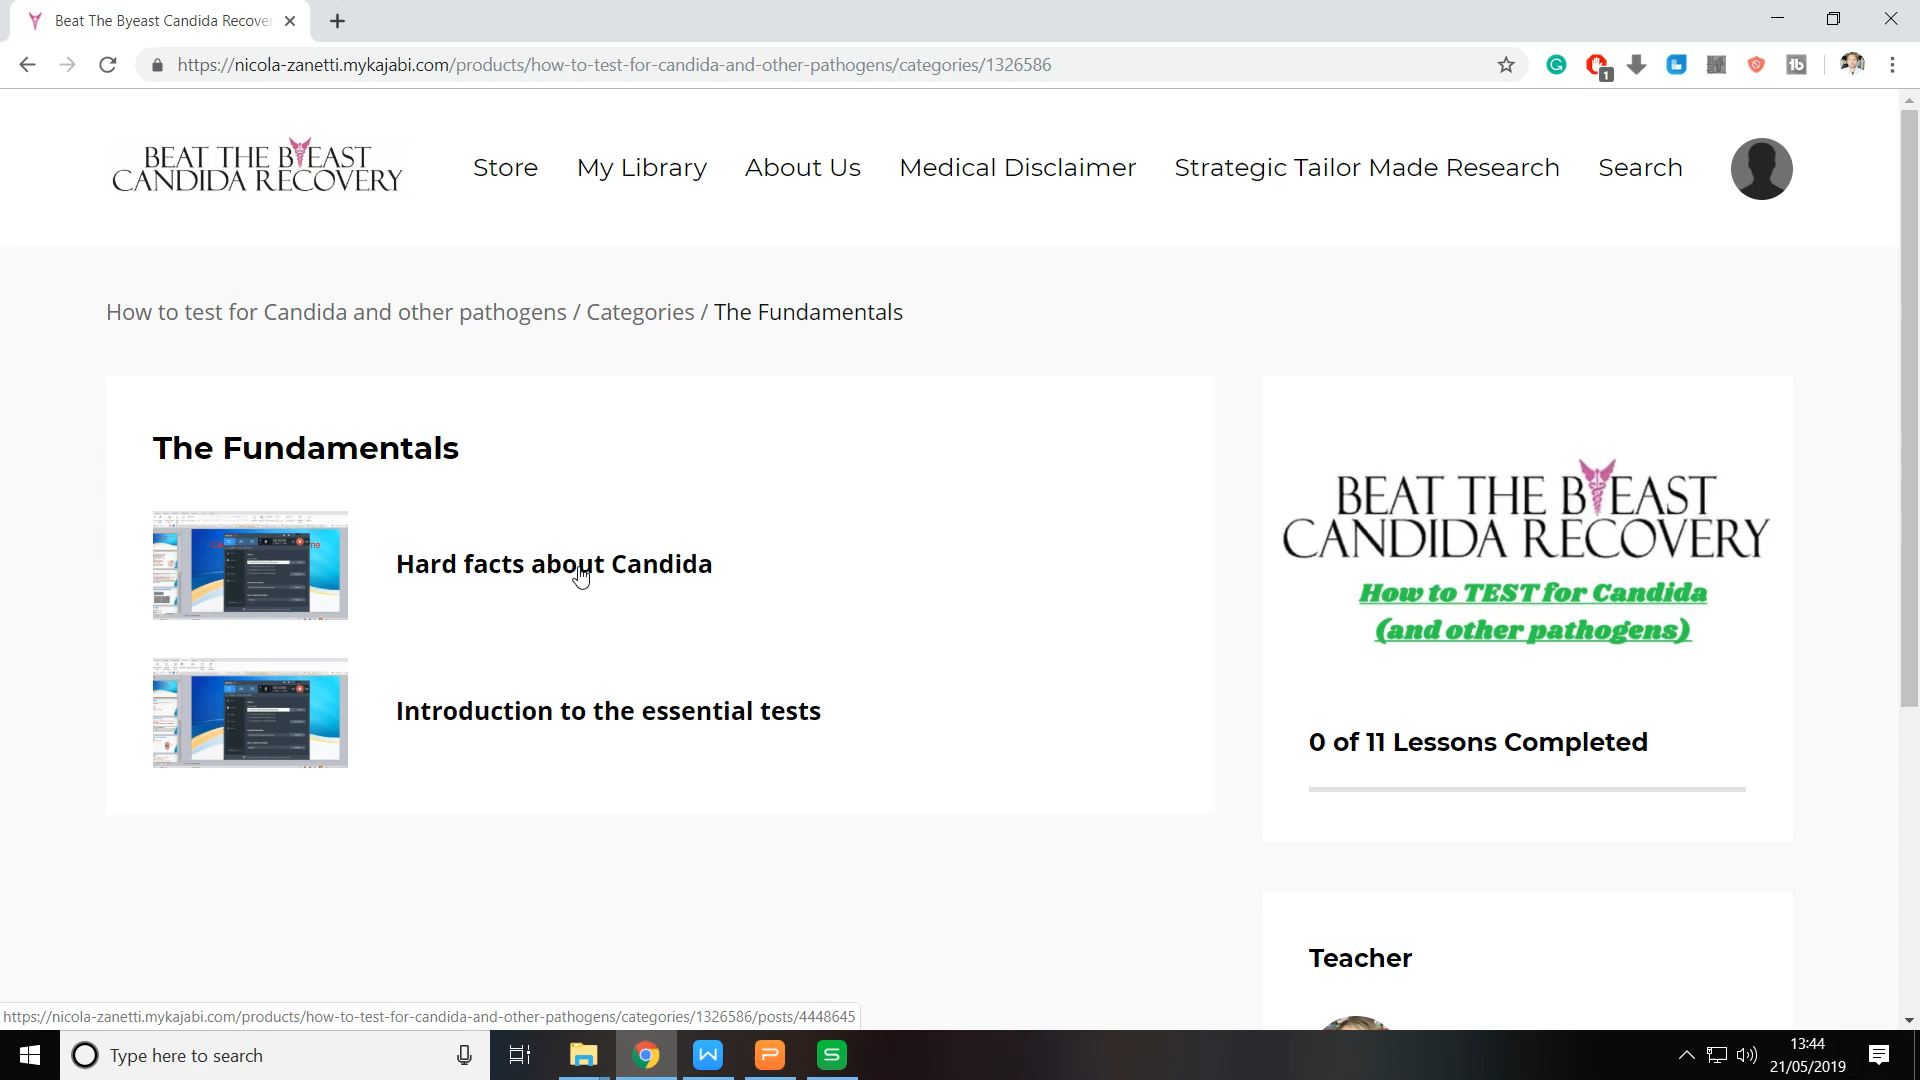 Beat The Byeast Candida Recove
https://nicola-zanetti.mykajabi.com/products/how-to-test-for-candida-and-other-pathogens/categories/1326586
1
BEAT THE BYEAST
CANDIDA RECOVERY
Store
My Library
About Us
Medical Disclaimer
Strategic Tailor Made Research
Search
How to test for Candida and other pathogens / Categories / The Fundamentals
The Fundamentals
Hard facts about Candida
Introduction to the essential tests
BEAT THE BYEAST
CANDIDA RECOVERY
How to TEST for Candida
(and other pathogens)
0 of 11 Lessons Completed
Teacher
https://nicola-zanetti.mykajabi.com/products/how-to-test-for-candida-and-other-pathogens/categories/1326586/posts/4448645
Type here to search
W
P
S
13:44
21/05/2019